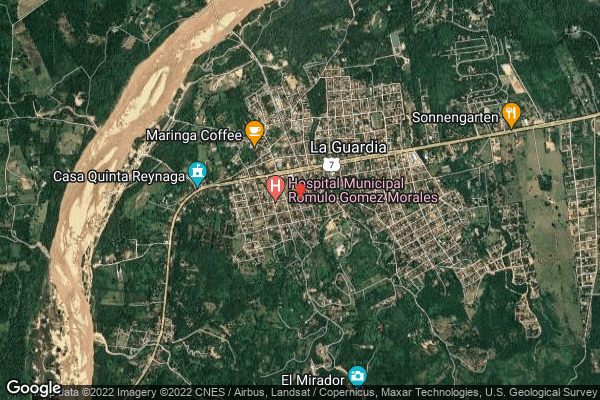 Sonnengarten
Maringa Coffee
La Guardia
7
Casa Quinta Reynaga
H
Hospital Municipal
Romulo Gomez Morales
El Mirador
Google
Data ©2022 Imagery ©2022 CNES / Airbus, Landsat / Copernicus, Maxar Technologies, U.S. Geological Survey